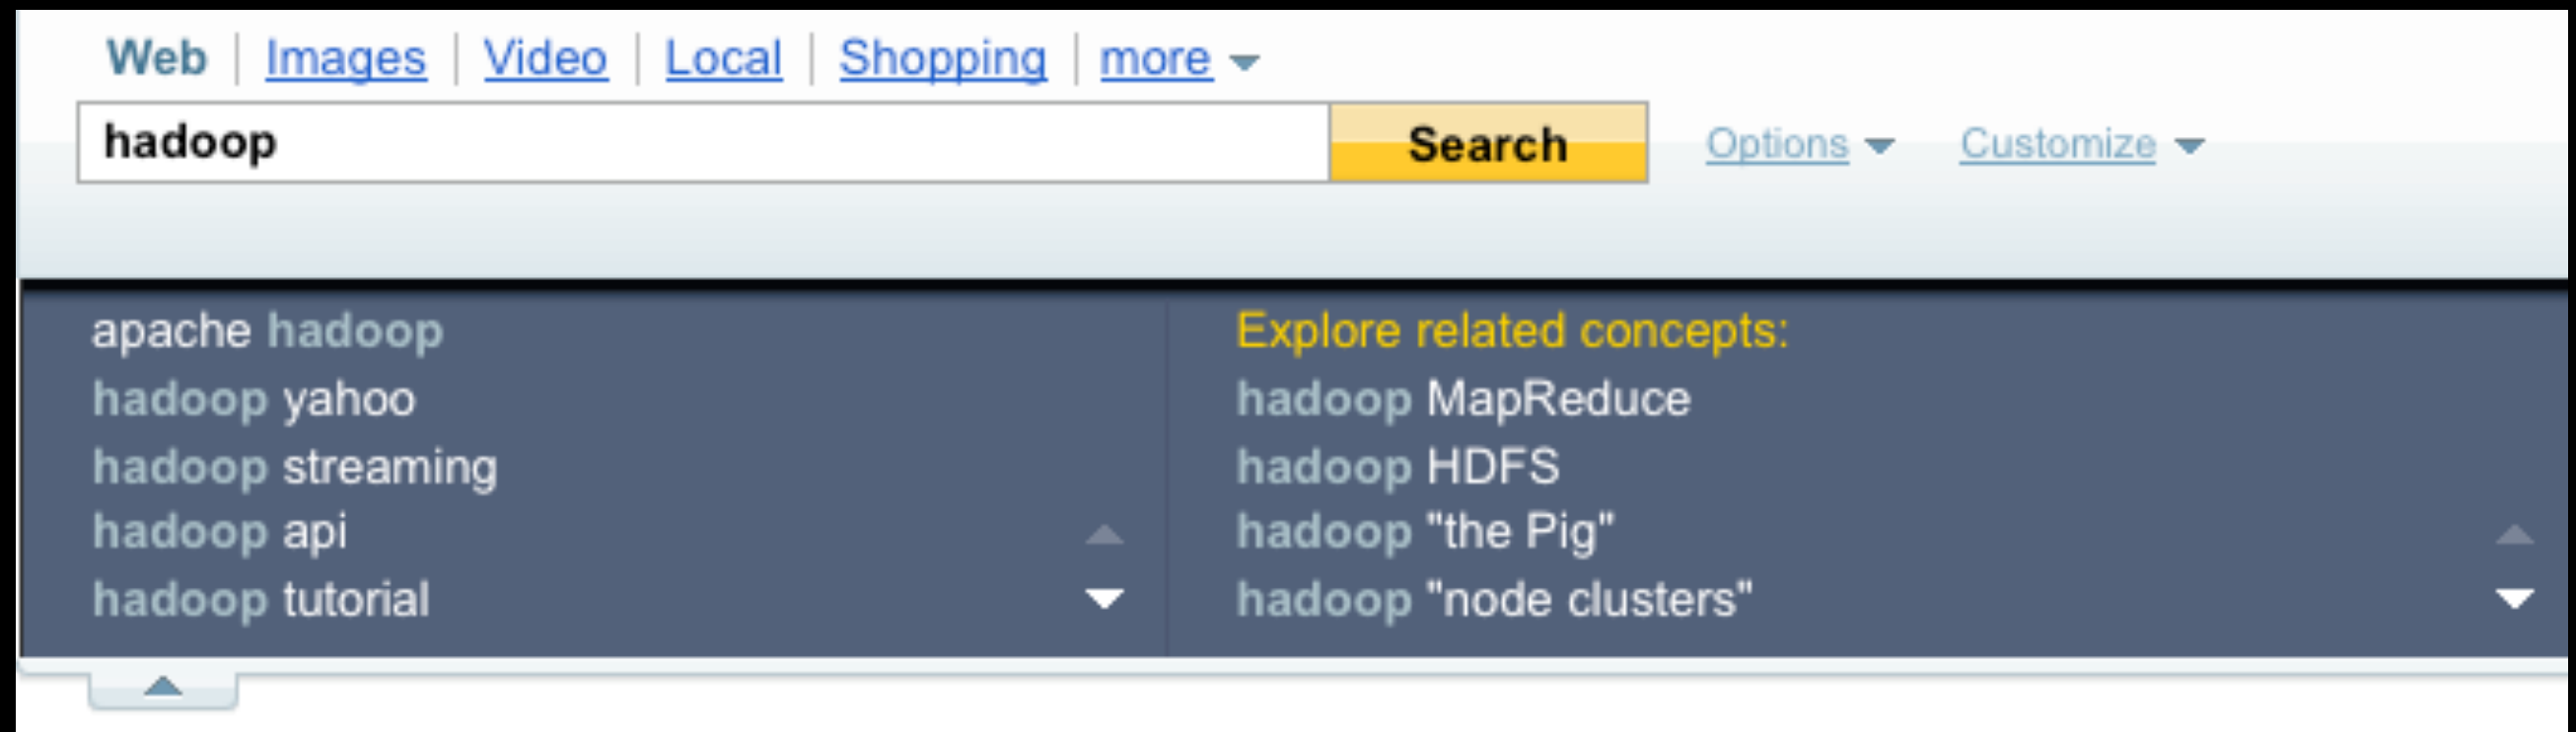 Web | Images | Video | Local | Shopping | more
hadoop Search Options Customize
apache hadoop
hadoop yahoo
hadoop streaming
hadoop api
hadoop tutorial
Explore related concepts:
hadoop MapReduce
hadoop HDFS
hadoop "the Pig"
hadoop "node clusters"